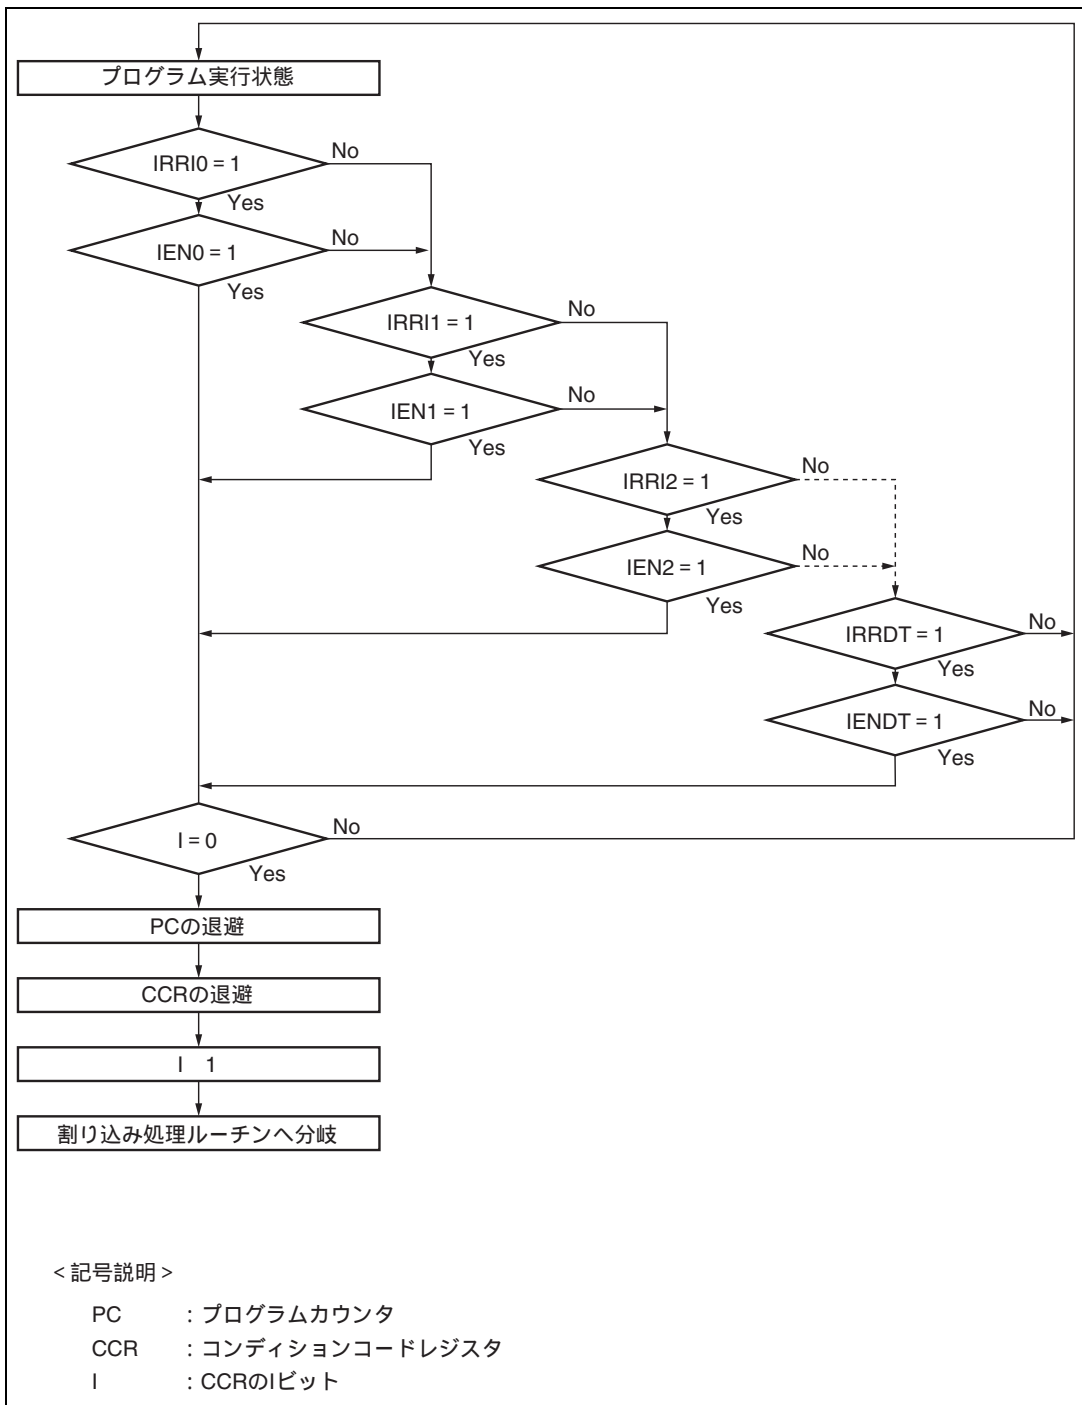 プログラム実行状態
IRRI0 = 1
No
Yes
IEN0 = 1
No
Yes
IRRI1 = 1
No
Yes
IEN1 = 1
No
Yes
IRRI2 = 1
No
Yes
IEN2 = 1
No
Yes
IRRDT = 1
No
Yes
IENDT = 1
No
Yes
I = 0
No
Yes
PCの退避
CCRの退避
I 1
割り込み処理ルーチンへ分岐
<記号説明>
PC :プログラムカウンタ
CCR :コンディションコードレジスタ
I :CCRのIビット